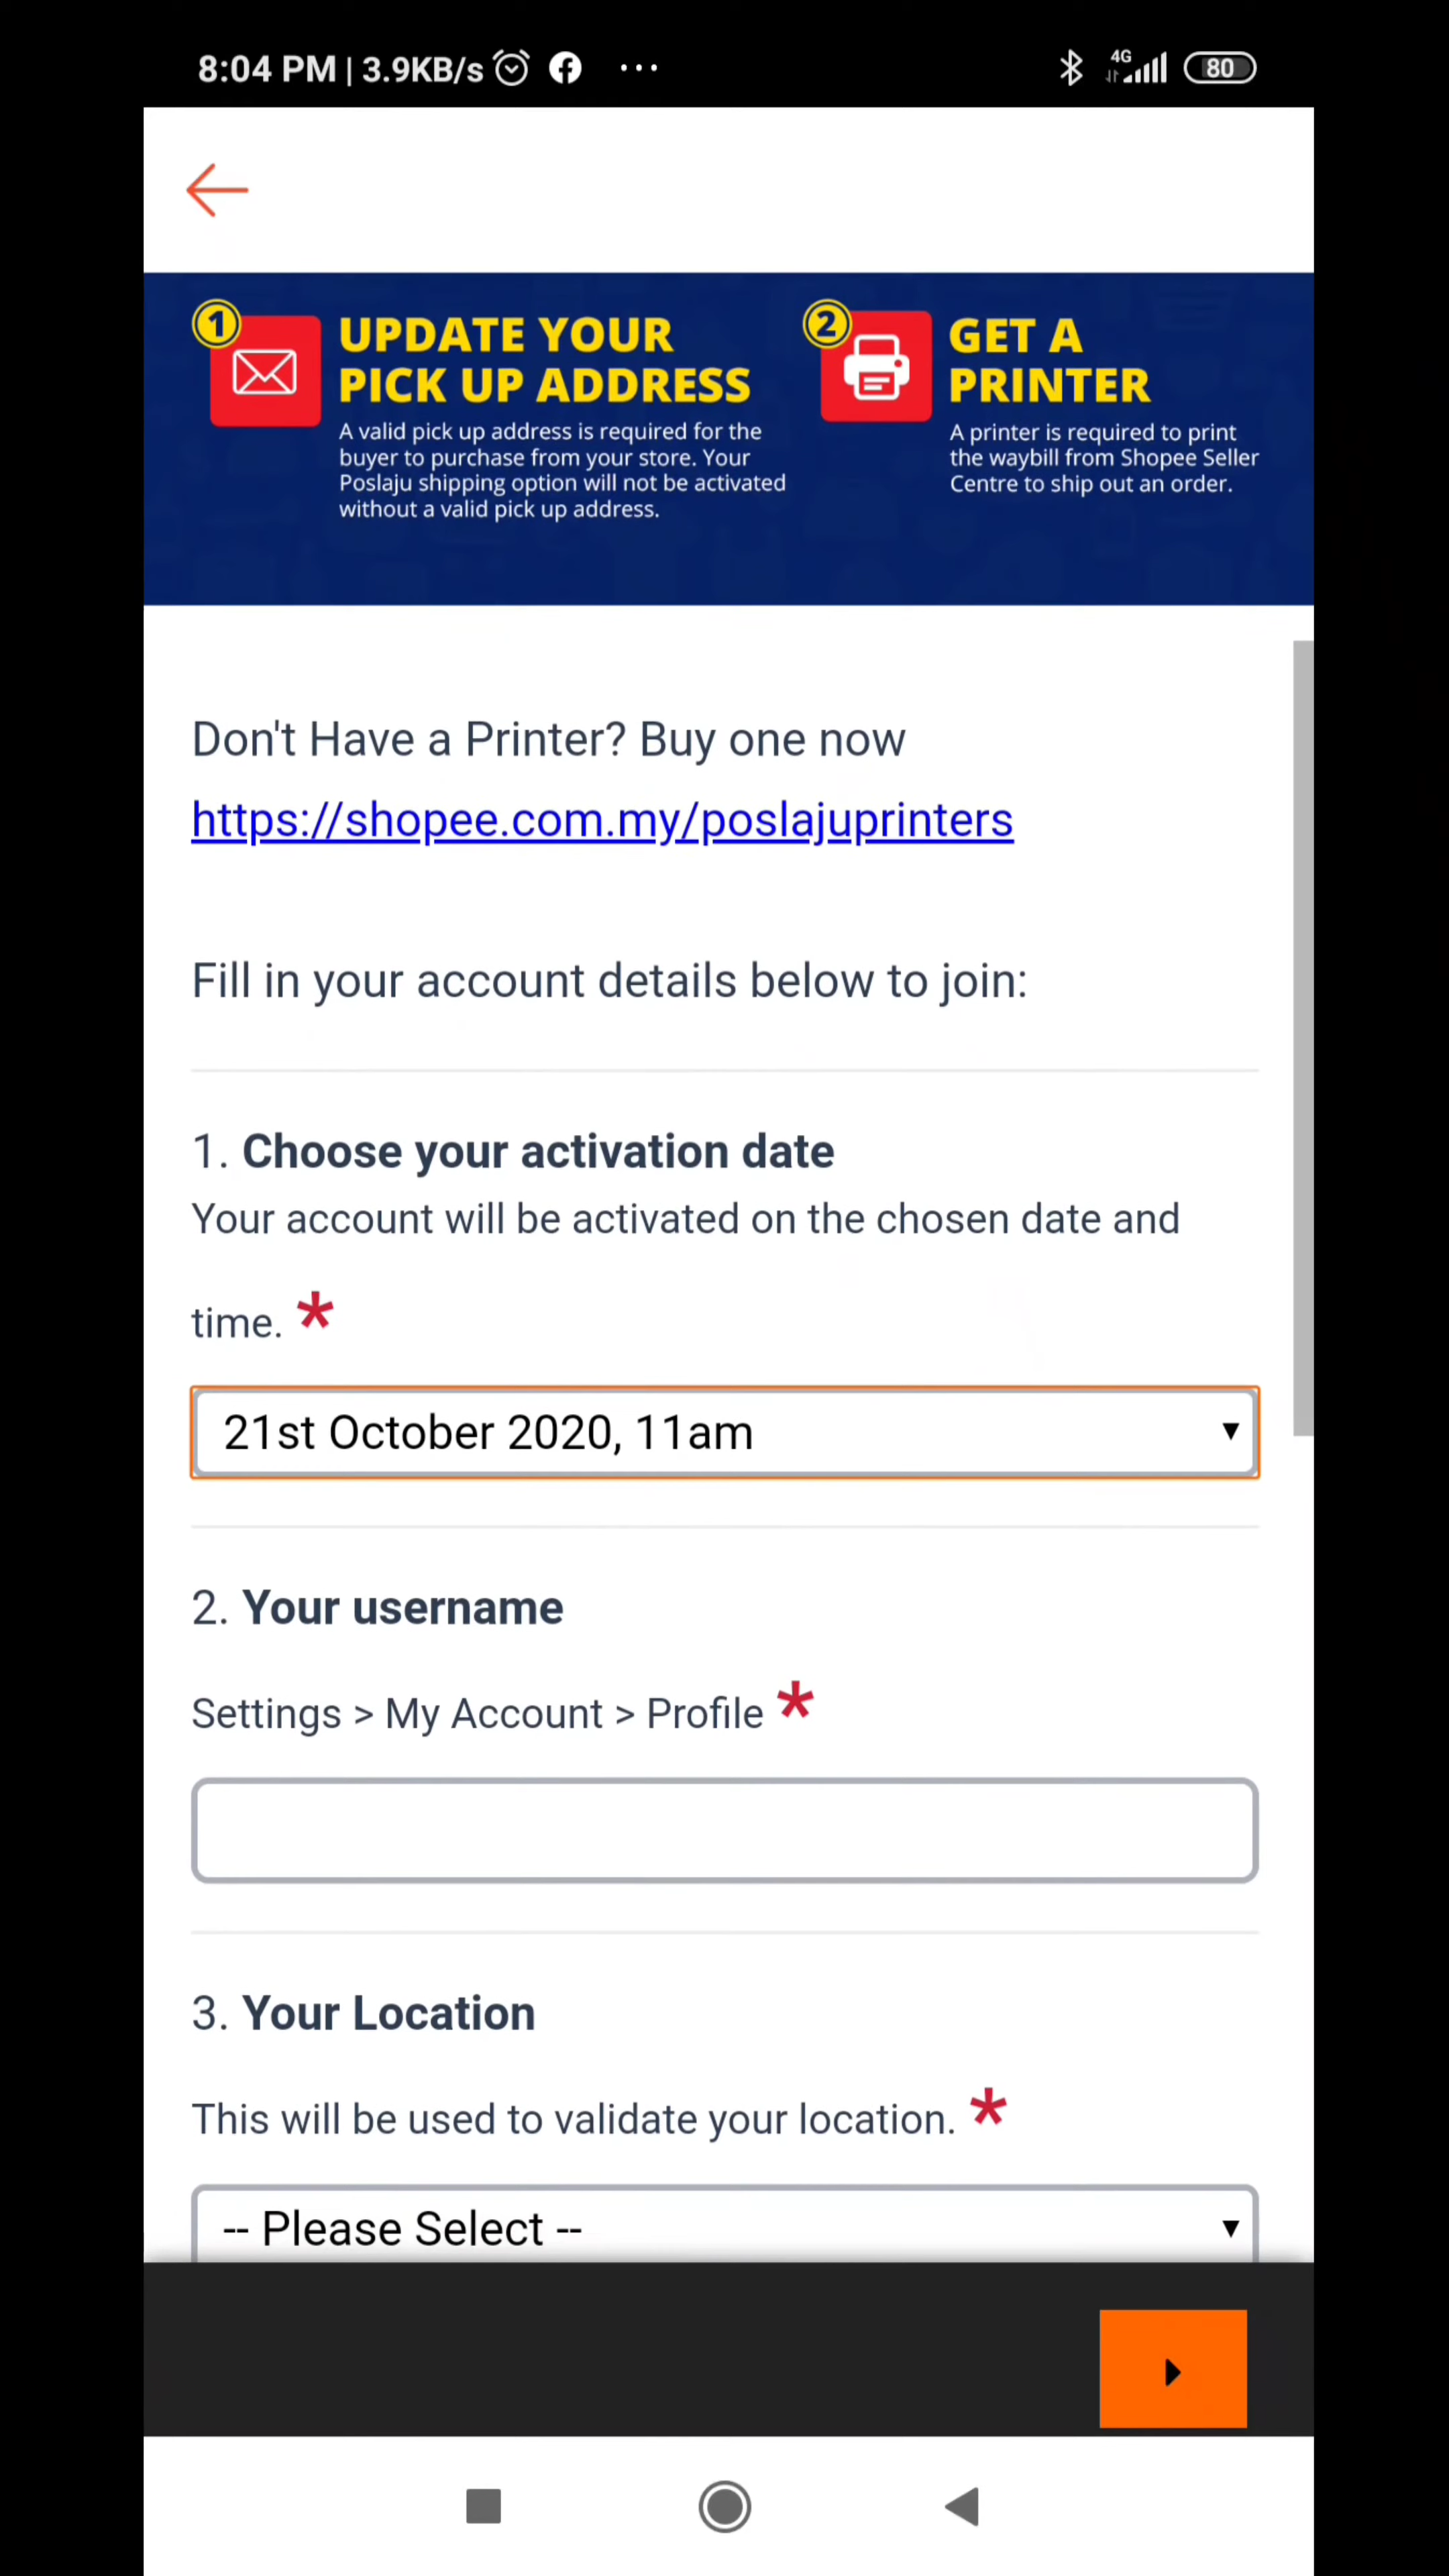 8:04 PM | 3.9KB/s ... 4G 80
1 UPDATE YOUR
PICK UP ADDRESS
A valid pick up address is required for the
buyer to purchase from your store. Your
Poslaju shipping option will not be activated
without a valid pick up address.
2 GET A
PRINTER
A printer is required to print
the waybill from Shopee Seller
Centre to ship out an order.
Don't Have a Printer? Buy one now
https://shopee.com.my/poslajuprinters
Fill in your account details below to join:
1. Choose your activation date
Your account will be activated on the chosen date and
time. *
21st October 2020, 11am
2. Your username
Settings > My Account > Profile *
3. Your Location
This will be used to validate your location. *
-- Please Select --